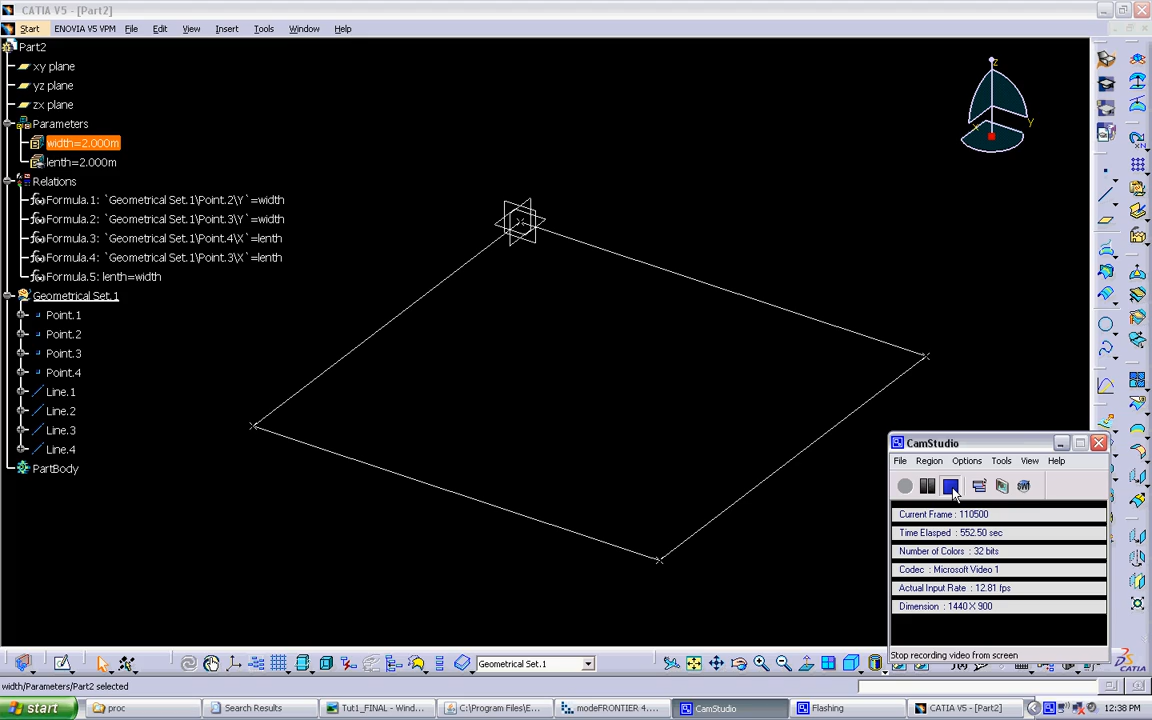 CATIA V5 - [Part2]
Start ENOVIA V5 VPM File Edit View Insert Tools Window Help
Part2
xy plane
yz plane
zx plane
Parameters
width=2.000m
lenth=2.000m
Relations
Formula.1: `Geometrical Set.1\Point.2\Y`=width
Formula.2: `Geometrical Set.1\Point.3\Y`=width
Formula.3: `Geometrical Set.1\Point.4\X`=lenth
Formula.4: `Geometrical Set.1\Point.3\X`=lenth
Formula.5: lenth=width
Geometrical Set.1
Point.1
Point.2
Point.3
Point.4
Line.1
Line.2
Line.3
Line.4
PartBody
z
x
Y
CamStudio
File Region Options Tools View Help
Current Frame : 110500
Time Elasped : 552.50 sec
Number of Colors : 32 bits
Codec : Microsoft Video 1
Actual Input Rate : 12.81 fps
Dimension : 1440 X 900
Stop recording video from screen
Geometrical Set.1
width/Parameters/Part2 selected
start proc Search Results Tut1_FINAL - Wind... C:\Program Files\E... modeFRONTIER 4.... CamStudio Flashing CATIA V5 - [Part2] 12:38 PM